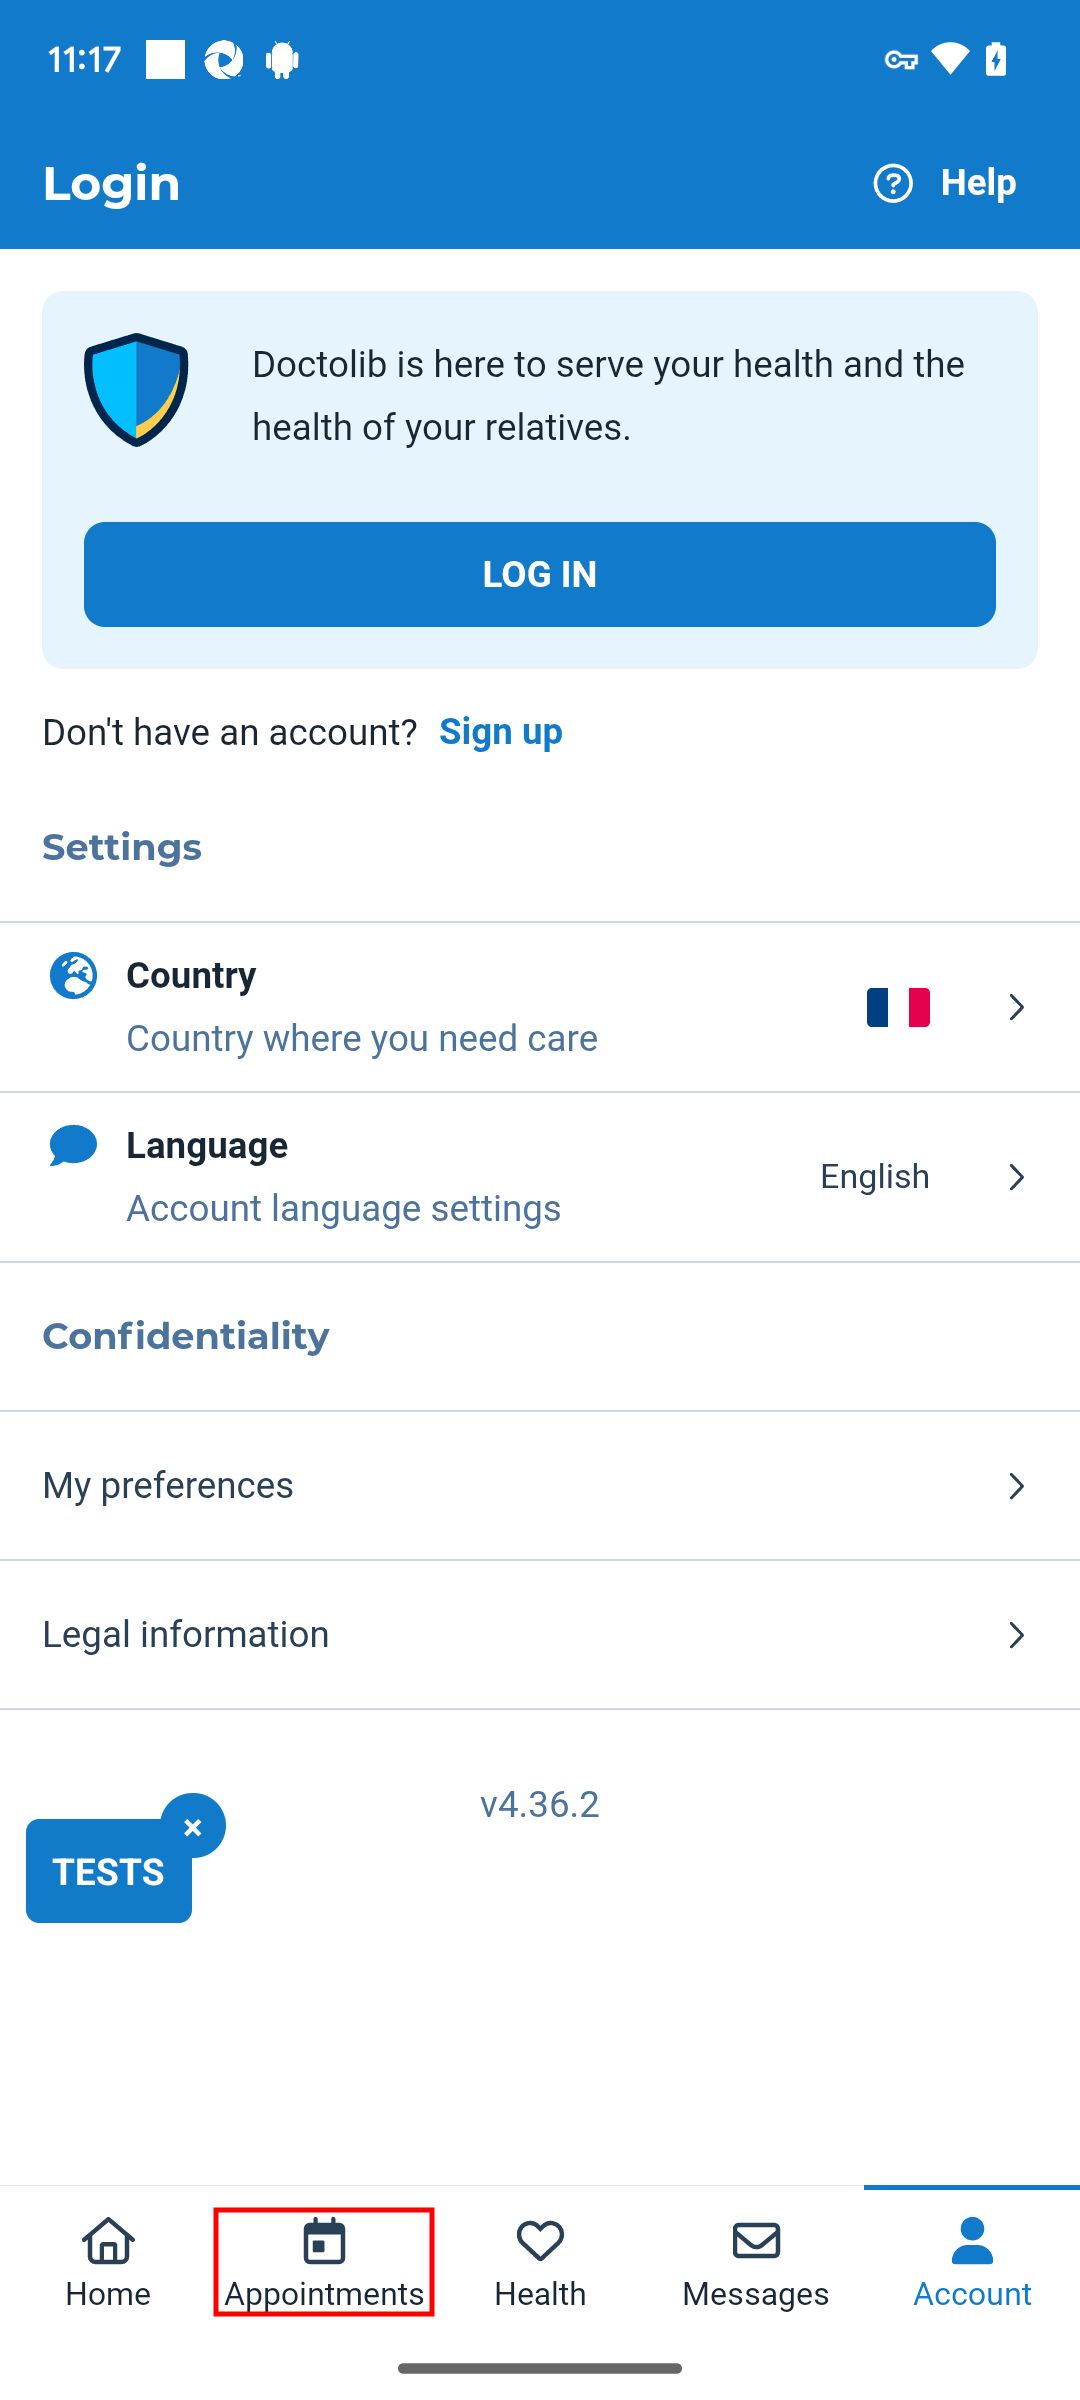 11:17
Login
Help
Doctolib is here to serve your health and the
health of your relatives.
LOG IN
Don't have an account? Sign up
Settings
Country
Country where you need care
Language
Account language settings
English
Confidentiality
My preferences
Legal information
v4.36.2
×
TESTS
Home
Appointments
Health
Messages
Account